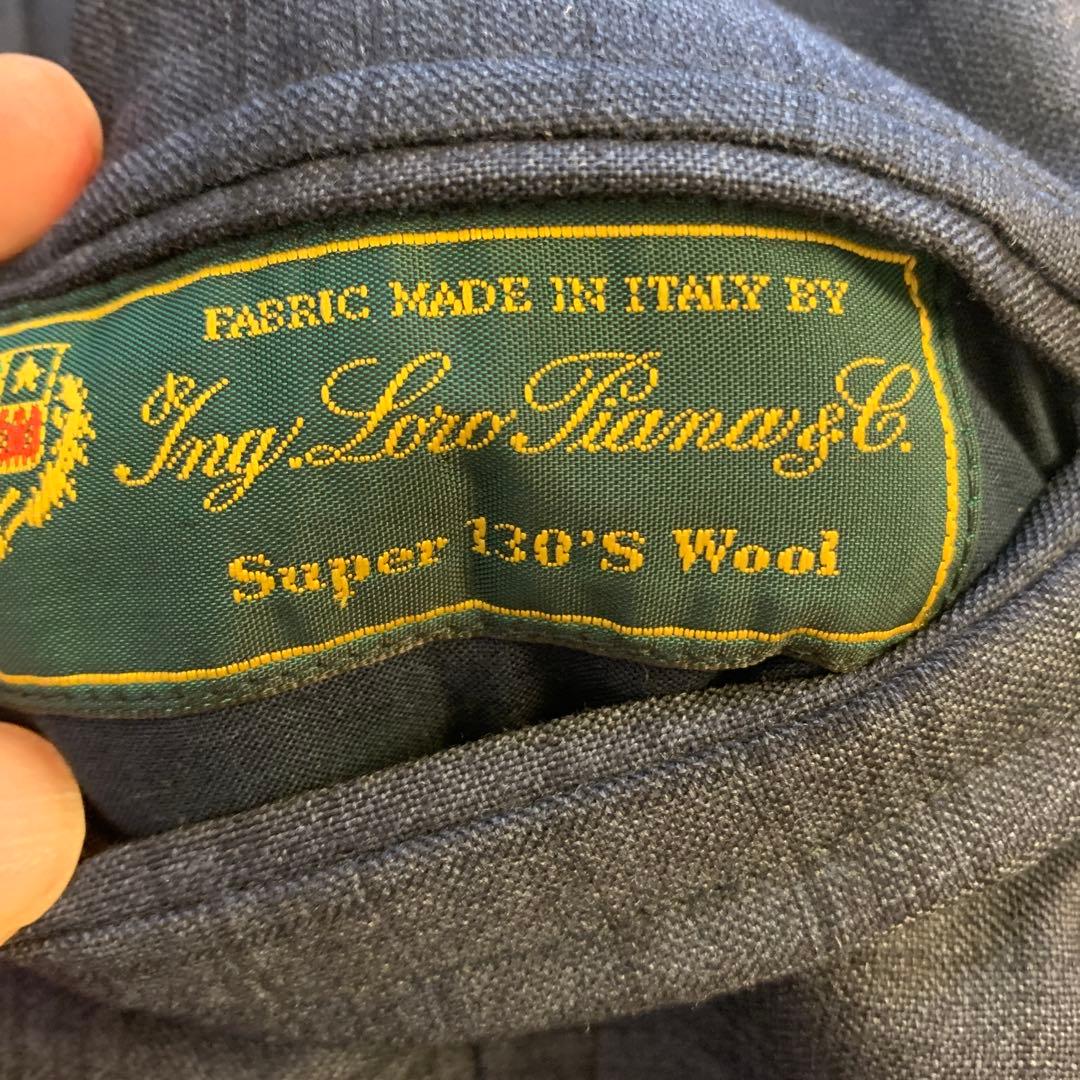 FABRIC MADE IN ITALY BY
Ing. Loro Piana & C.
Super 130'S Wool